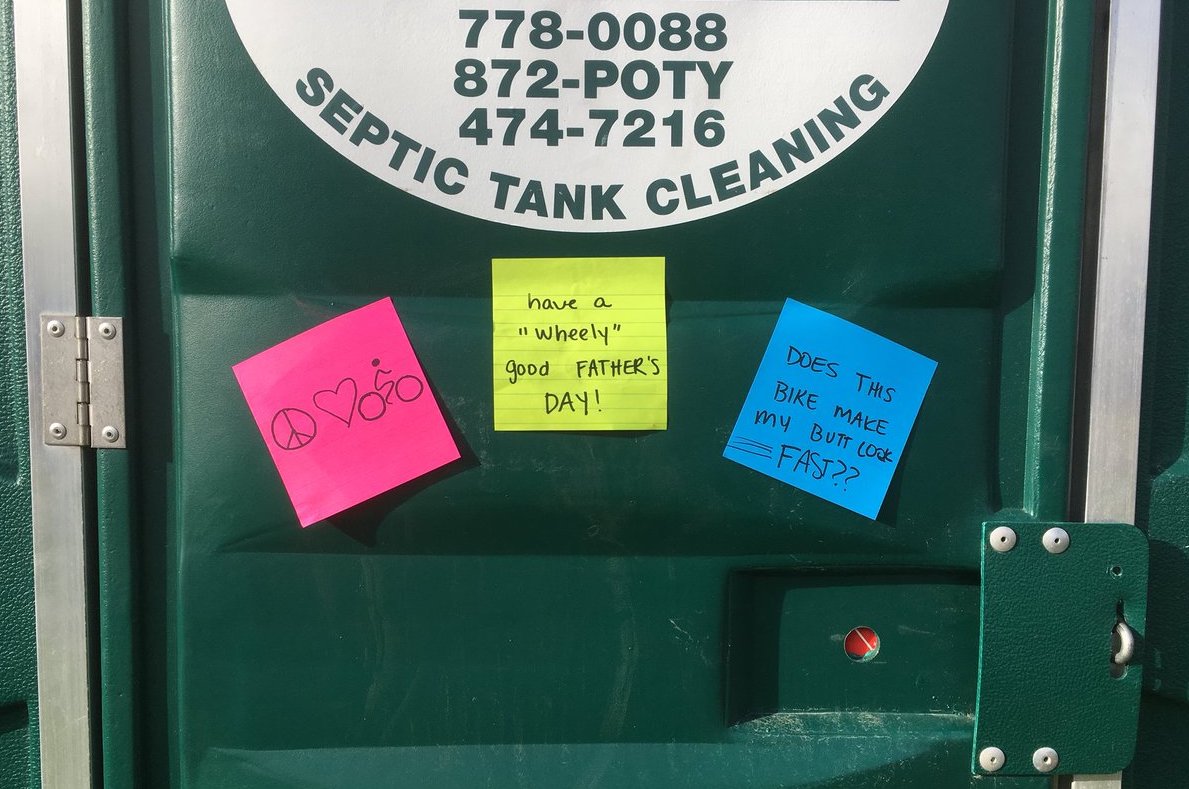 778-0088
872-POTY
474-7216
SEPTIC TANK CLEANING
have a
"wheely"
good FATHER'S
DAY!
DOES THIS
BIKE MAKE
MY BUTT LOOK
FAST??